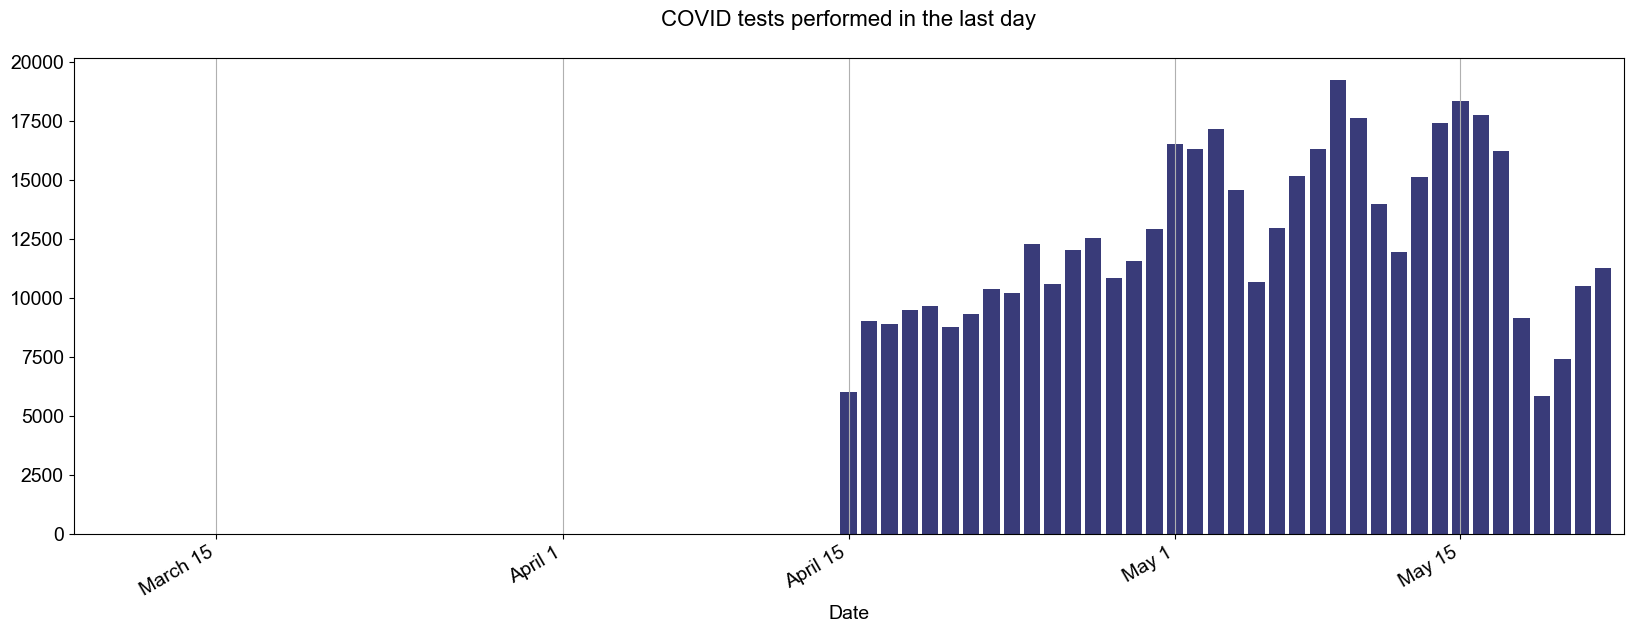 COVID tests performed in the last day
20000
17500
15000
12500
10000
7500
5000
2500
0
March 15
April 1
April 15
May 1
May 15
Date